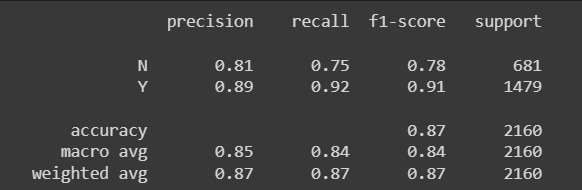 precision recall f1-score support
N 0.81 0.75 0.78 681
Y 0.89 0.92 0.91 1479
accuracy 0.87 2160
macro avg 0.85 0.84 0.84 2160
weighted avg 0.87 0.87 0.87 2160